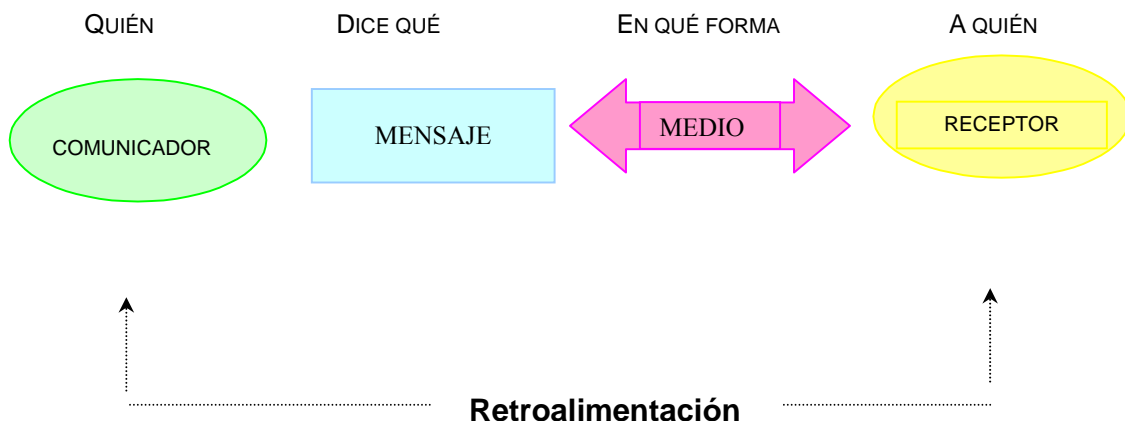 QUIÉN DICE QUÉ EN QUÉ FORMA A QUIÉN
COMUNICADOR MENSAJE MEDIO RECEPTOR
Retroalimentación